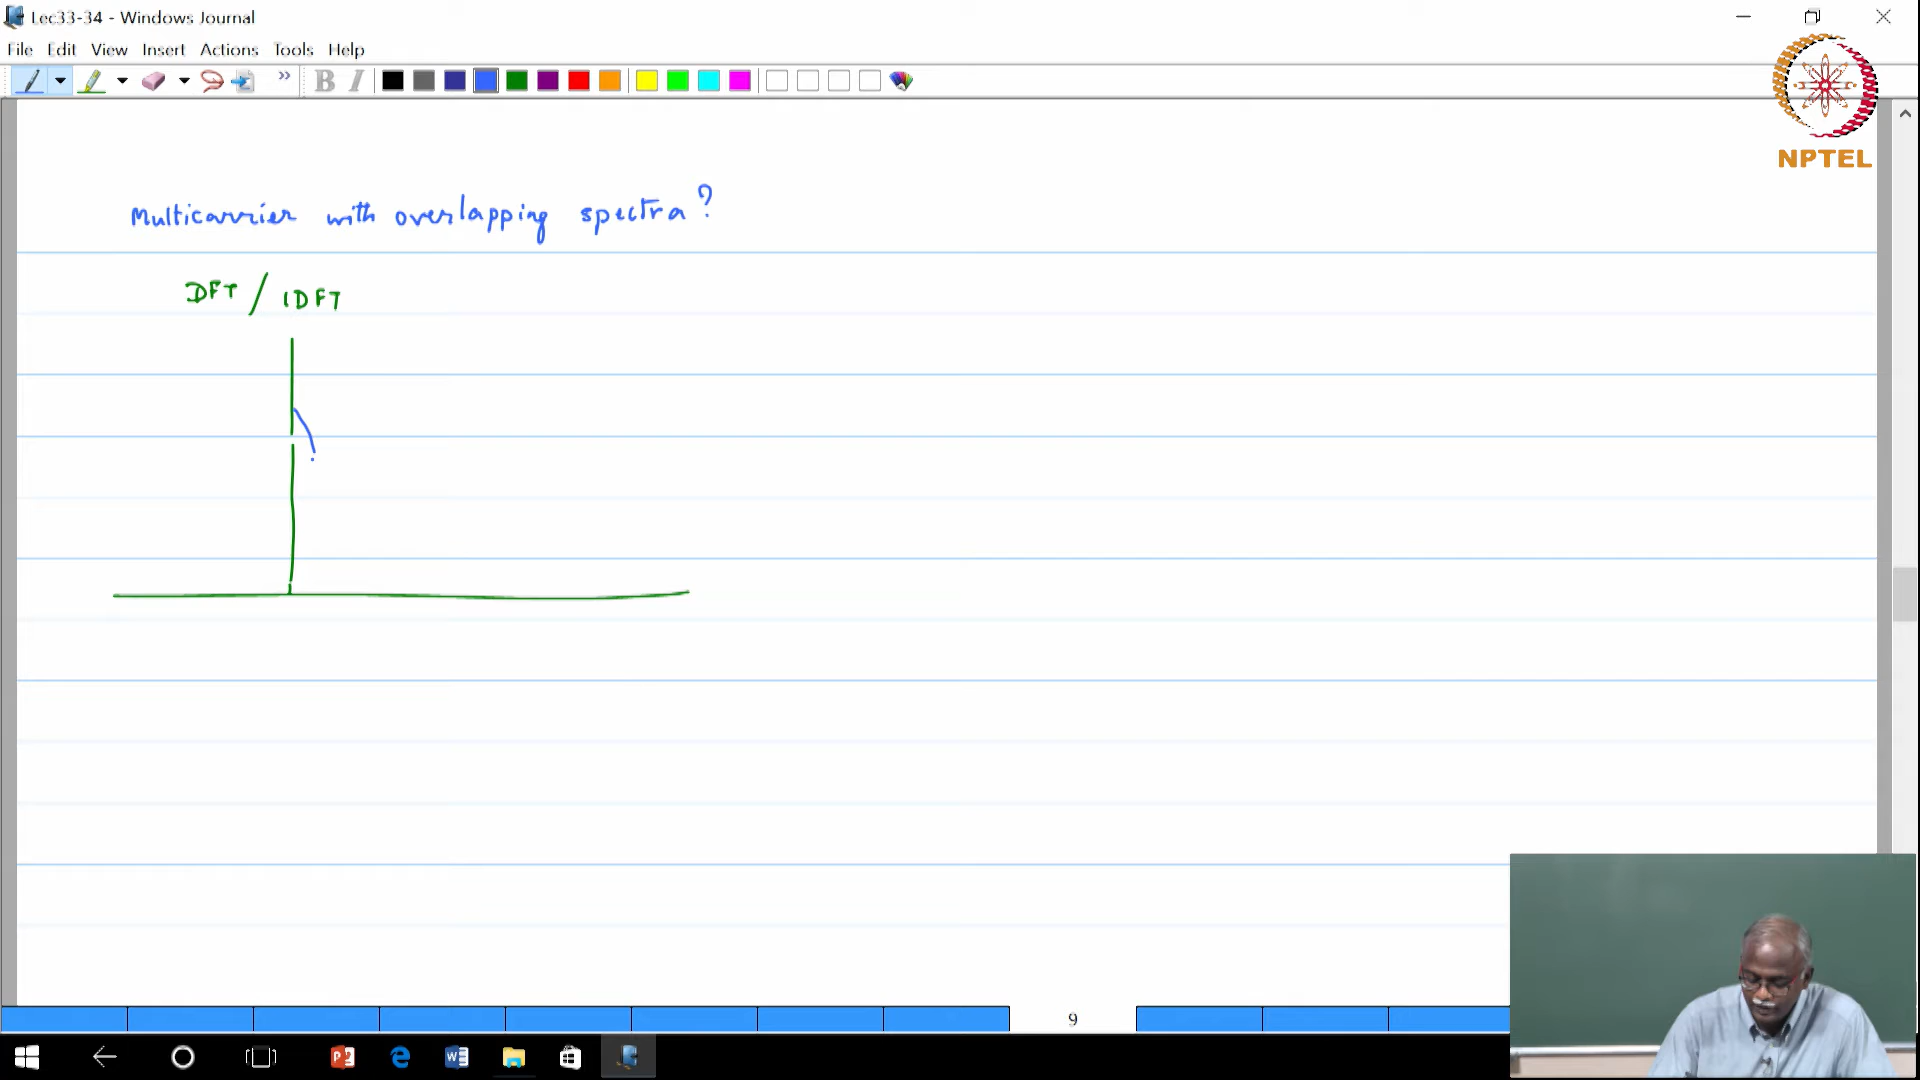 Lec33-34 - Windows Journal
File Edit View Insert Actions Tools Help
B I
NPTEL
Multicarrier with overlapping spectra?
DFT / IDFT
9